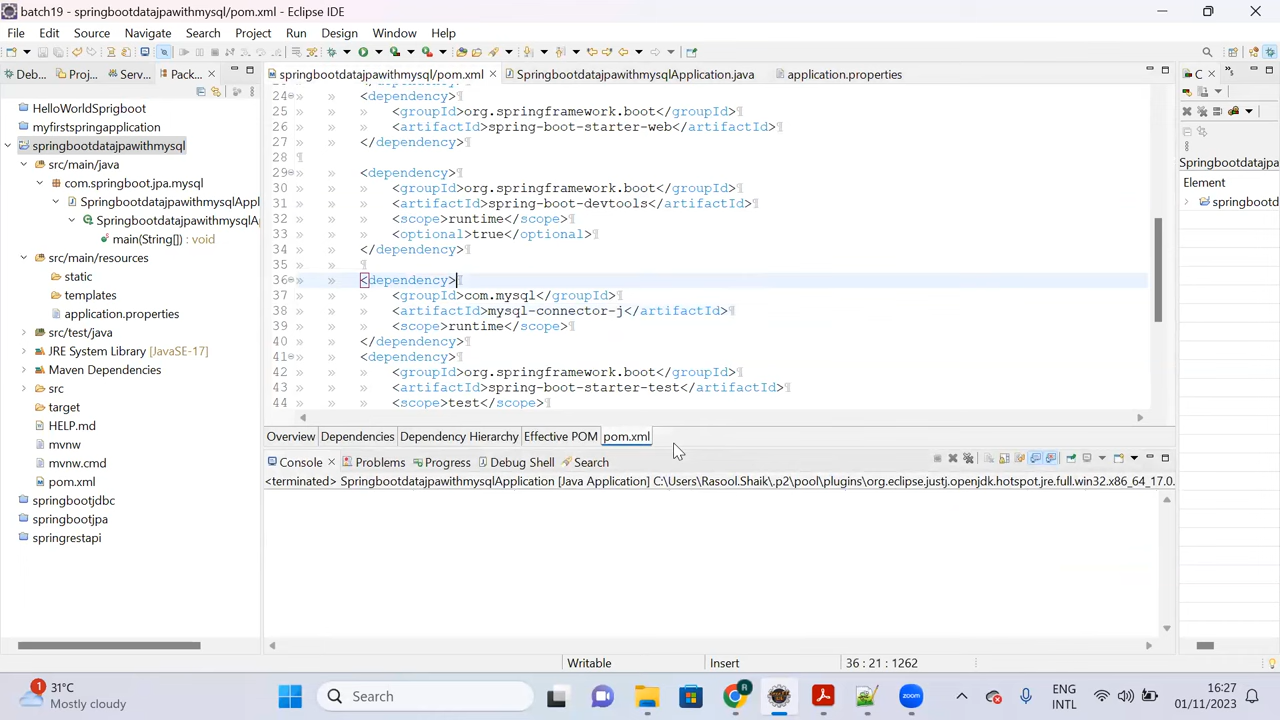 batch19 - springbootdatajpawithmysql/pom.xml - Eclipse IDE
File Edit Source Navigate Search Project Run Design Window Help
Deb... Proj... Serv... Pack...
springbootdatajpawithmysql/pom.xml SpringbootdatajpawithmysqlApplication.java application.properties
HelloWorldSprigboot
myfirstspringapplication
springbootdatajpawithmysql
src/main/java
com.springboot.jpa.mysql
SpringbootdatajpawithmysqlAppl
SpringbootdatajpawithmysqlA
main(String[]) : void
src/main/resources
static
templates
application.properties
src/test/java
JRE System Library [JavaSE-17]
Maven Dependencies
src
target
HELP.md
mvnw
mvnw.cmd
pom.xml
springbootjdbc
springbootjpa
springrestapi
24 <dependency>¶
25 <groupId>org.springframework.boot</groupId>¶
26 <artifactId>spring-boot-starter-web</artifactId>¶
27 </dependency>¶
28 ¶
29 <dependency>¶
30 <groupId>org.springframework.boot</groupId>¶
31 <artifactId>spring-boot-devtools</artifactId>¶
32 <scope>runtime</scope>¶
33 <optional>true</optional>¶
34 </dependency>¶
35 ¶
36 <dependency>¶
37 <groupId>com.mysql</groupId>¶
38 <artifactId>mysql-connector-j</artifactId>¶
39 <scope>runtime</scope>¶
40 </dependency>¶
41 <dependency>¶
42 <groupId>org.springframework.boot</groupId>¶
43 <artifactId>spring-boot-starter-test</artifactId>¶
44 <scope>test</scope>¶
Overview Dependencies Dependency Hierarchy Effective POM pom.xml
Console Problems Progress Debug Shell Search
<terminated> SpringbootdatajpawithmysqlApplication [Java Application] C:\Users\Rasool.Shaik\.p2\pool\plugins\org.eclipse.justj.openjdk.hotspot.jre.full.win32.x86_64_17.0.
Springbootdatajpa
Element
springbootd
Writable Insert 36 : 21 : 1262
1
31°C
Mostly cloudy
Search
R
zoom
ENG
INTL
16:27
01/11/2023